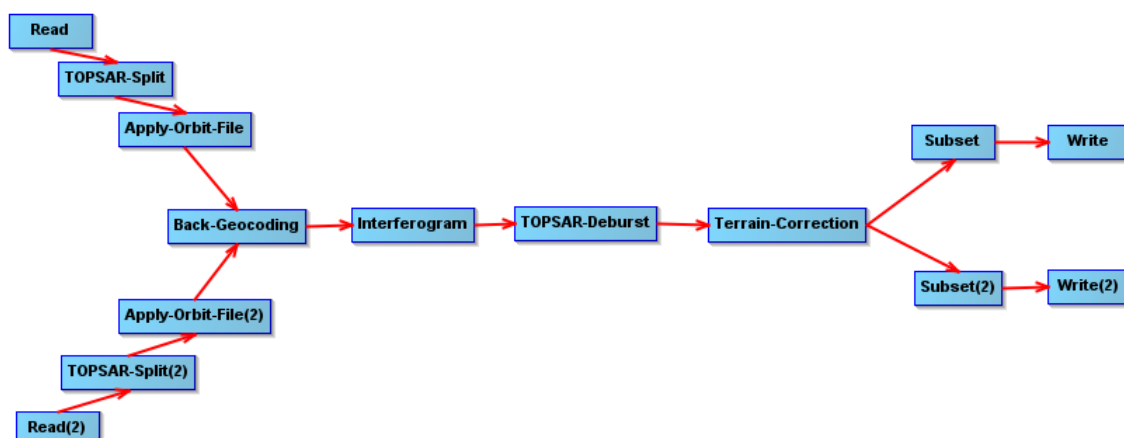 Read
TOPSAR-Split
Apply-Orbit-File
Subset
Write
Back-Geocoding
Interferogram
TOPSAR-Deburst
Terrain-Correction
Subset(2)
Write(2)
Apply-Orbit-File(2)
TOPSAR-Split(2)
Read(2)